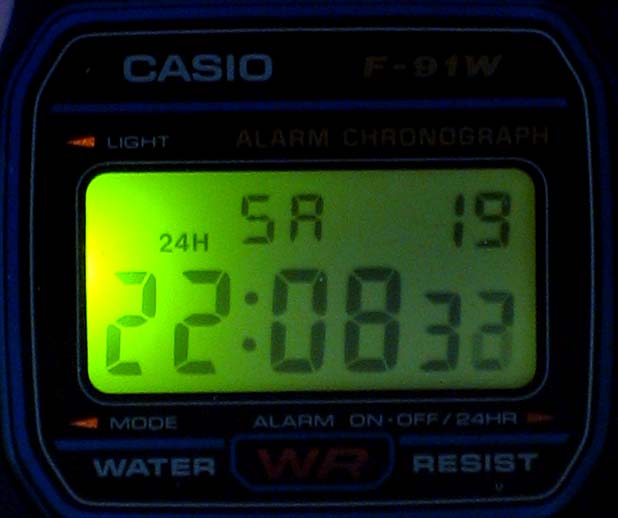 CASIO F-91W
LIGHT ALARM CHRONOGRAPH
24H SA 19
22:08 32
MODE ALARM ON·OFF/24HR
WATER WR RESIST